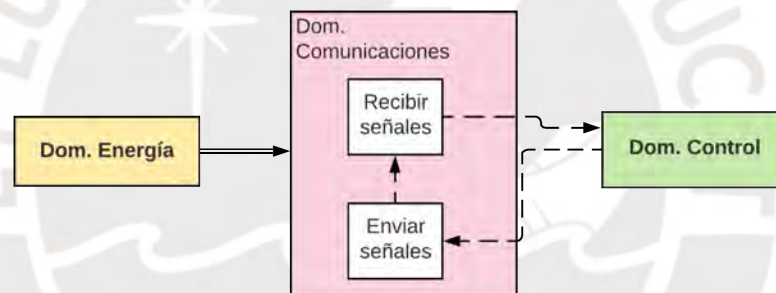 Dom.
Comunicaciones
Recibir
señales
Dom. Energía
Dom. Control
Enviar
señales